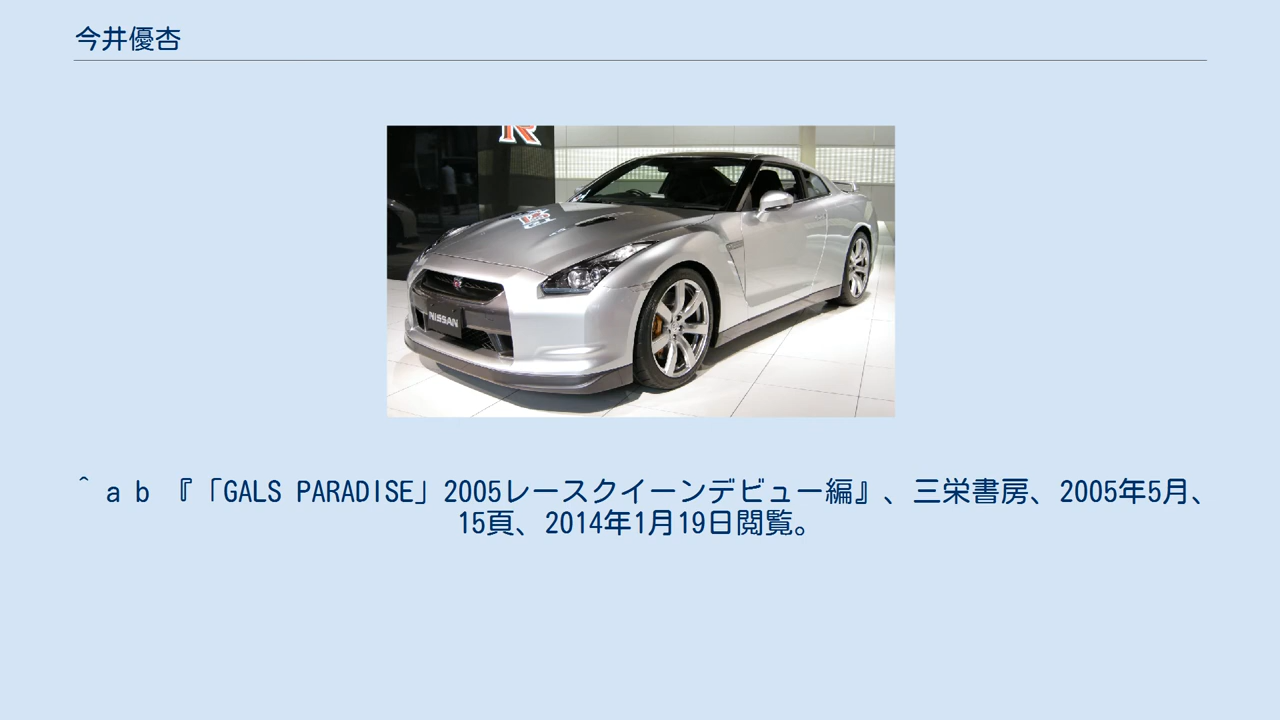 今井優杏
R
NISSAN
^ a b 『「GALS PARADISE」2005レースクイーンデビュー編』、三栄書房、2005年5月、
15頁、2014年1月19日閲覧。